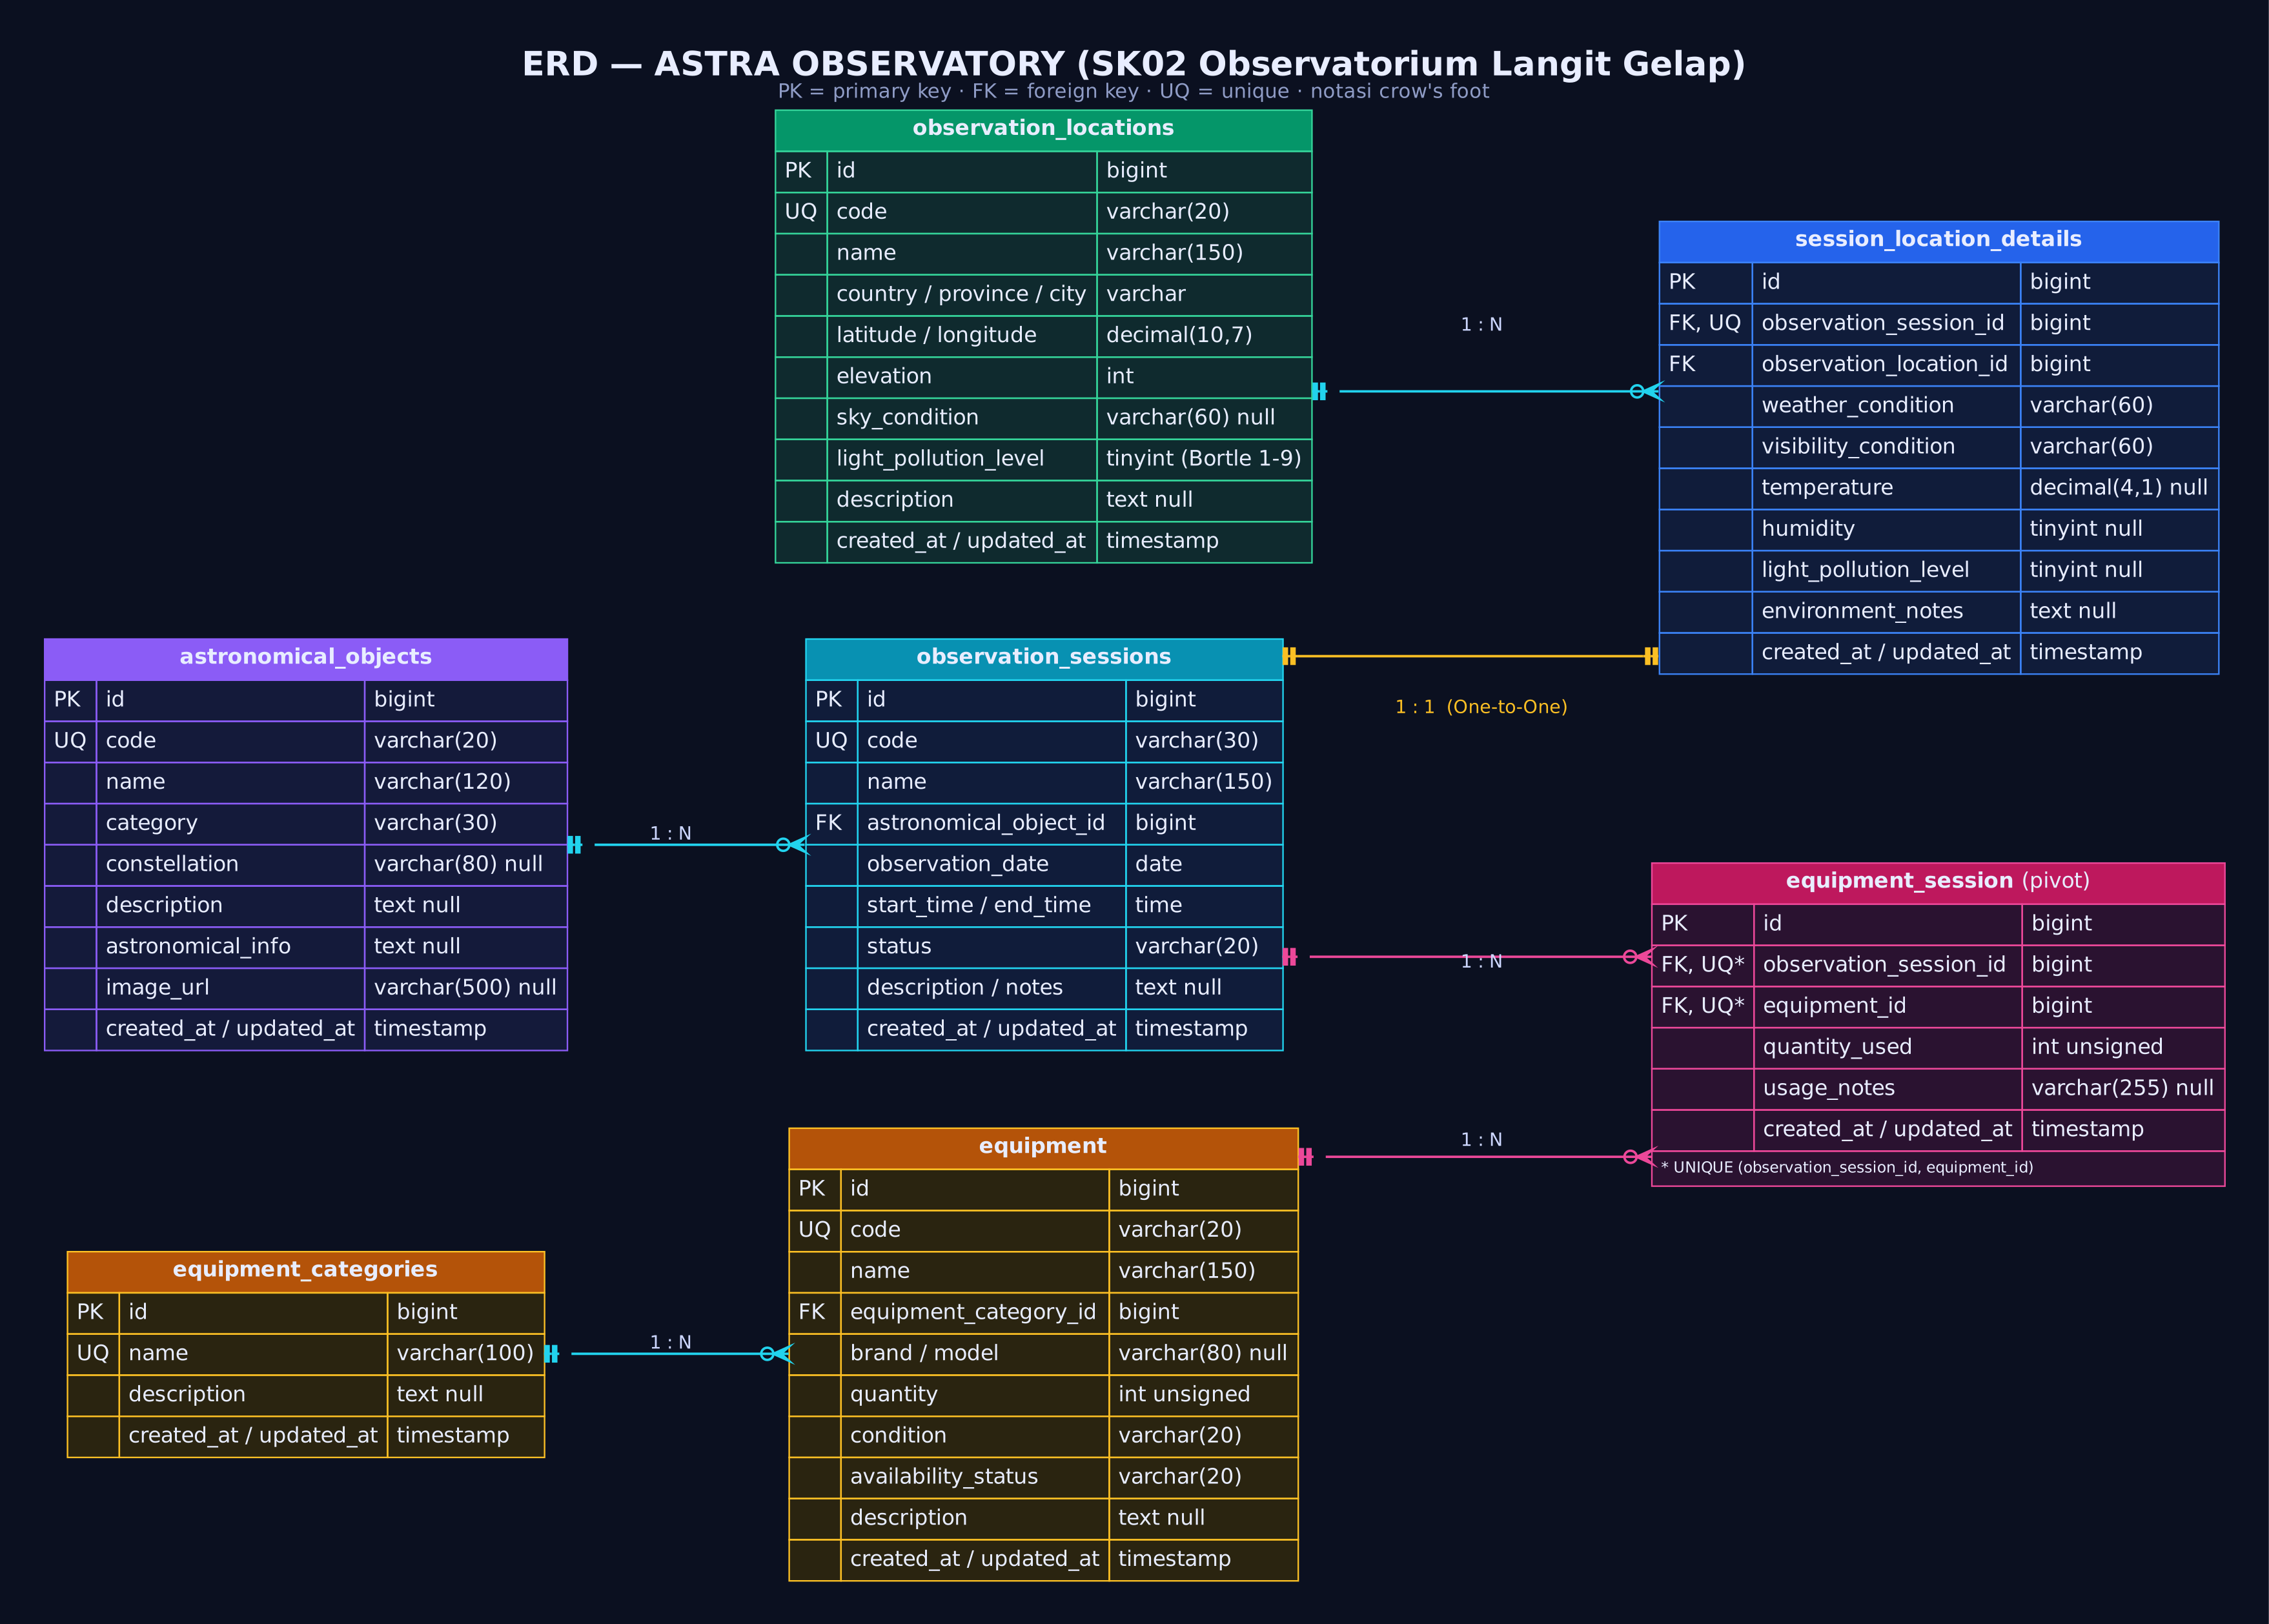 ERD — ASTRA OBSERVATORY (SK02 Observatorium Langit Gelap)
PK = primary key · FK = foreign key · UQ = unique · notasi crow's foot
observation_locations
PK id bigint
UQ code varchar(20)
name varchar(150)
country / province / city varchar
latitude / longitude decimal(10,7)
elevation int
sky_condition varchar(60) null
light_pollution_level tinyint (Bortle 1-9)
description text null
created_at / updated_at timestamp
1 : N
session_location_details
PK id bigint
FK, UQ observation_session_id bigint
FK observation_location_id bigint
weather_condition varchar(60)
visibility_condition varchar(60)
temperature decimal(4,1) null
humidity tinyint null
light_pollution_level tinyint null
environment_notes text null
created_at / updated_at timestamp
astronomical_objects
PK id bigint
UQ code varchar(20)
name varchar(120)
category varchar(30)
constellation varchar(80) null
description text null
astronomical_info text null
image_url varchar(500) null
created_at / updated_at timestamp
1 : N
observation_sessions
PK id bigint
UQ code varchar(30)
name varchar(150)
FK astronomical_object_id bigint
observation_date date
start_time / end_time time
status varchar(20)
description / notes text null
created_at / updated_at timestamp
1 : 1 (One-to-One)
1 : N
equipment_session (pivot)
PK id bigint
FK, UQ* observation_session_id bigint
FK, UQ* equipment_id bigint
quantity_used int unsigned
usage_notes varchar(255) null
created_at / updated_at timestamp
* UNIQUE (observation_session_id, equipment_id)
1 : N
equipment_categories
PK id bigint
UQ name varchar(100)
description text null
created_at / updated_at timestamp
1 : N
equipment
PK id bigint
UQ code varchar(20)
name varchar(150)
FK equipment_category_id bigint
brand / model varchar(80) null
quantity int unsigned
condition varchar(20)
availability_status varchar(20)
description text null
created_at / updated_at timestamp